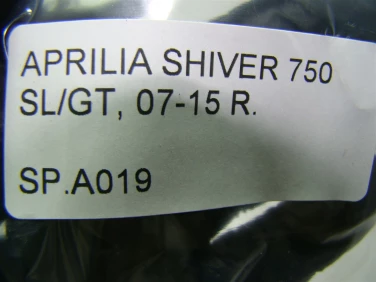 APRILIA SHIVER 750
SL/GT, 07-15 R.
SP.A019